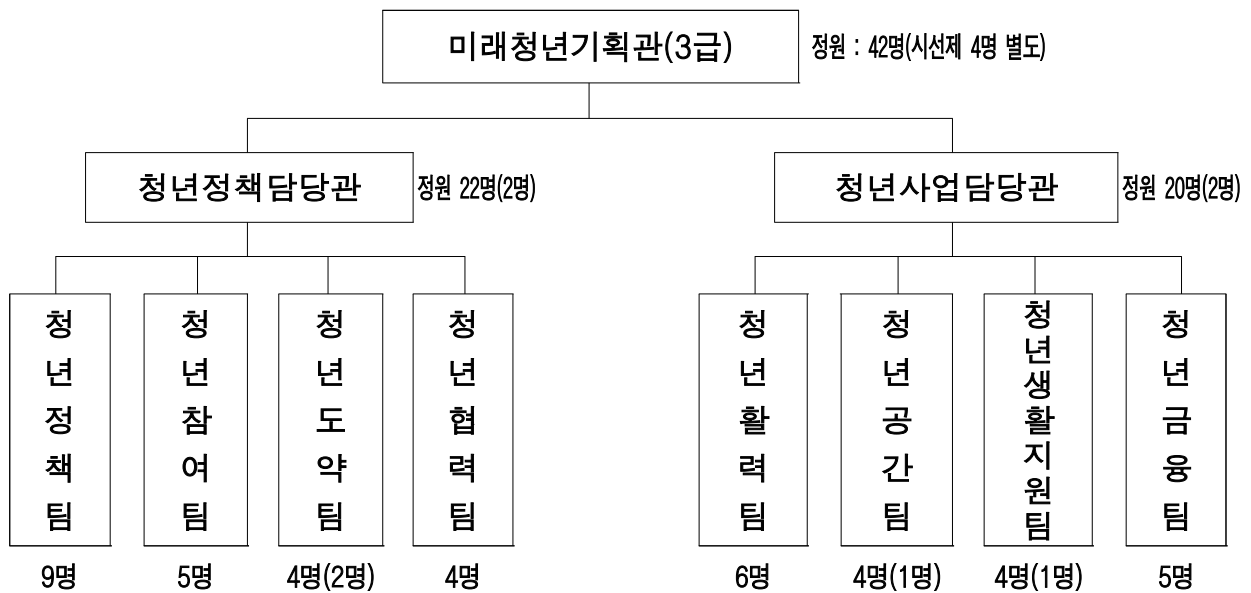 미래청년기획관(3급)
정원 : 42명(시선제 4명 별도)
청년정책담당관
정원 22명(2명)
청년사업담당관
정원 20명(2명)
청년정책팀
청년참여팀
청년도약팀
청년협력팀
청년활력팀
청년공간팀
청년생활지원팀
청년금융팀
9명
5명
4명(2명)
4명
6명
4명(1명)
4명(1명)
5명